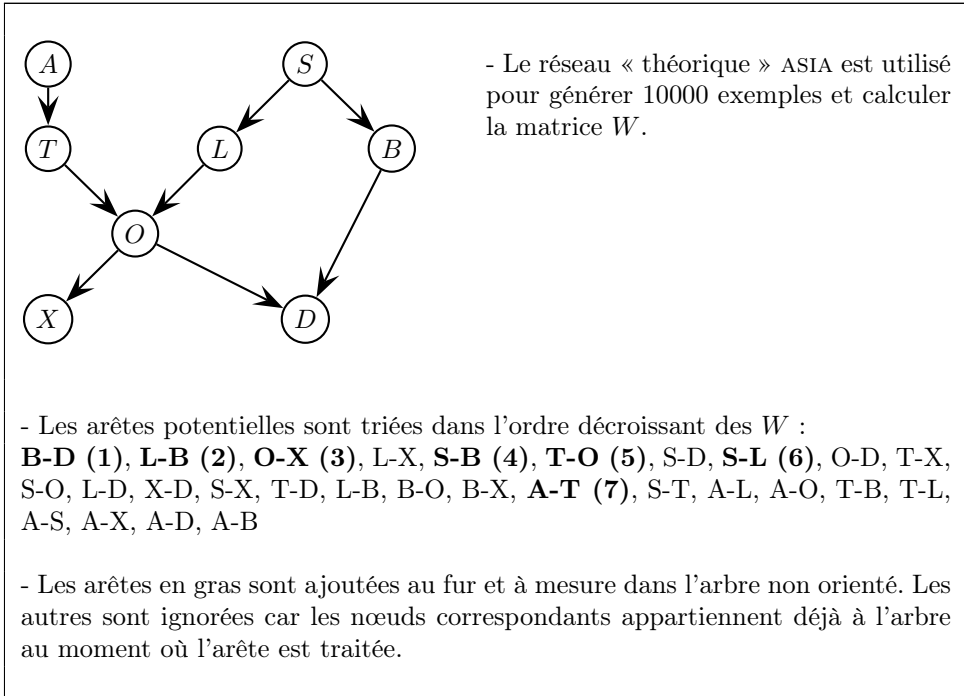 A
S
- Le réseau « théorique » ASIA est utilisé
pour générer 10000 exemples et calculer
la matrice W.
T
L
B
O
X
D
- Les arêtes potentielles sont triées dans l'ordre décroissant des W :
B-D (1), L-B (2), O-X (3), L-X, S-B (4), T-O (5), S-D, S-L (6), O-D, T-X,
S-O, L-D, X-D, S-X, T-D, L-B, B-O, B-X, A-T (7), S-T, A-L, A-O, T-B, T-L,
A-S, A-X, A-D, A-B
- Les arêtes en gras sont ajoutées au fur et à mesure dans l'arbre non orienté. Les
autres sont ignorées car les nœuds correspondants appartiennent déjà à l'arbre
au moment où l'arête est traitée.